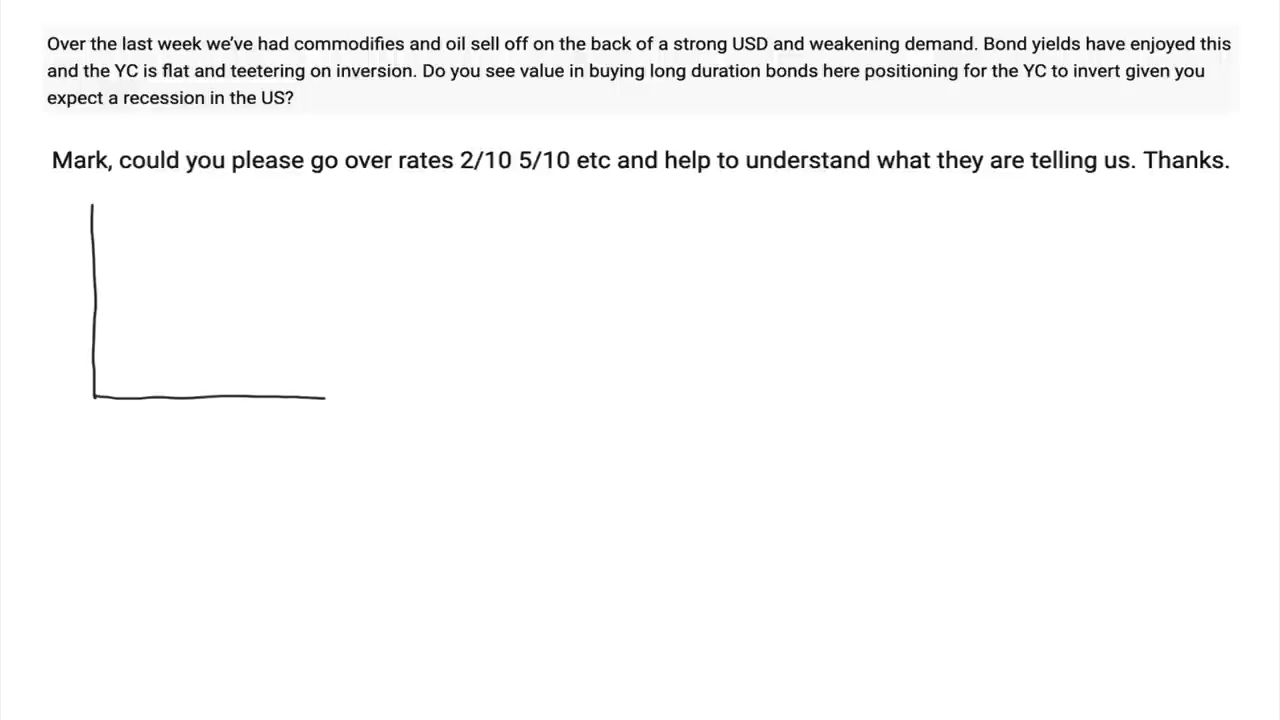 Over the last week we’ve had commodifies and oil sell off on the back of a strong USD and weakening demand. Bond yields have enjoyed this
and the YC is flat and teetering on inversion. Do you see value in buying long duration bonds here positioning for the YC to invert given you
expect a recession in the US?
Mark, could you please go over rates 2/10 5/10 etc and help to understand what they are telling us. Thanks.